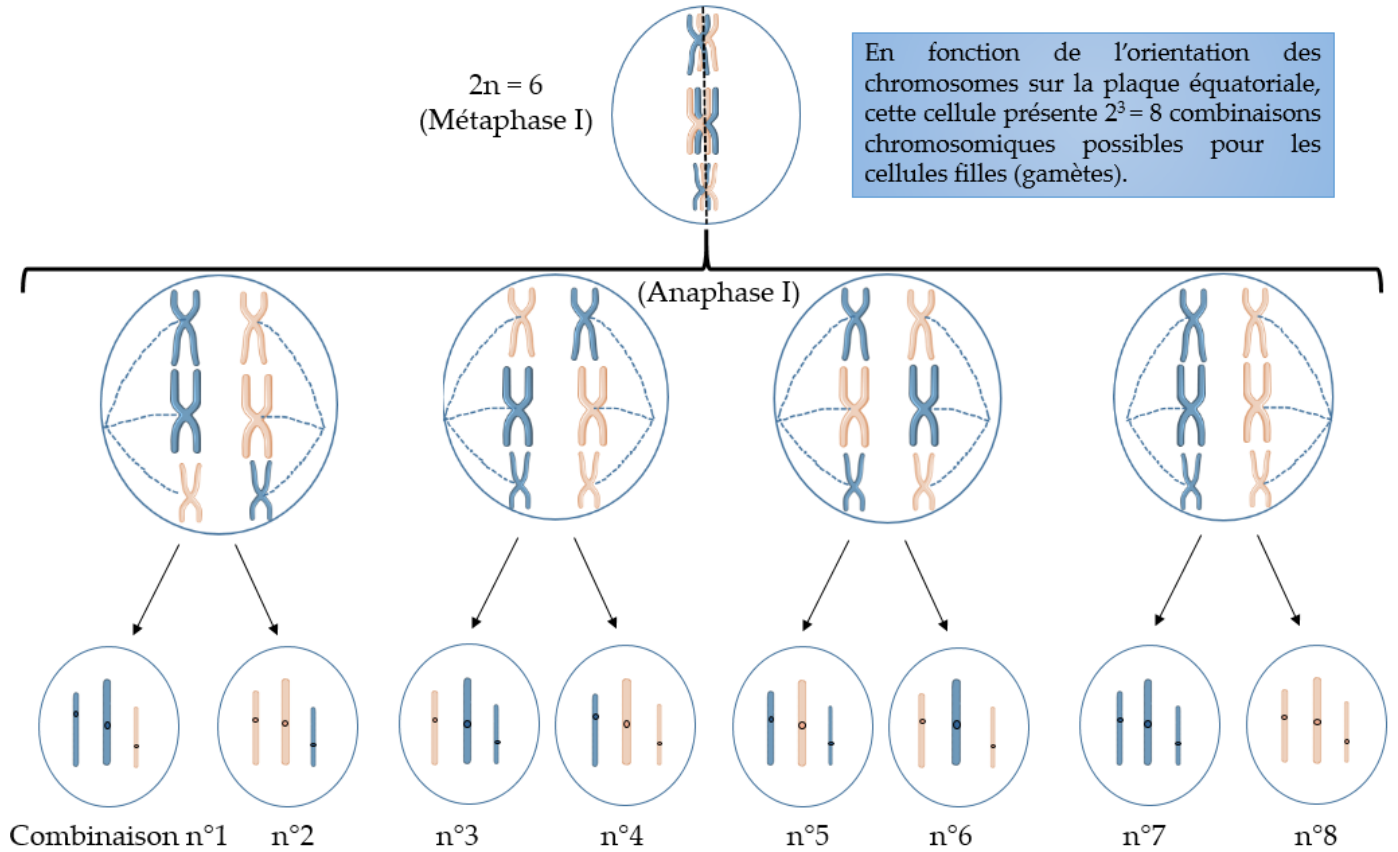 2n = 6
(Métaphase I)
En fonction de l'orientation des
chromosomes sur la plaque équatoriale,
cette cellule présente 2³ = 8 combinaisons
chromosomiques possibles pour les
cellules filles (gamètes).
(Anaphase I)
Combinaison n°1 n°2 n°3 n°4 n°5 n°6 n°7 n°8